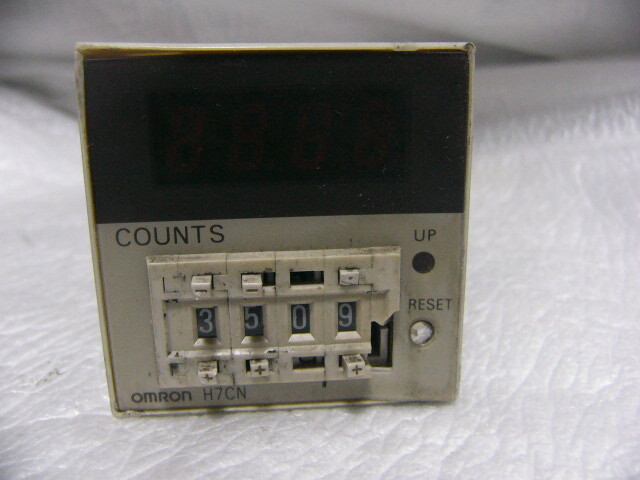 COUNTS
UP
RESET
3 5 0 9
+ + +
OMRON H7CN